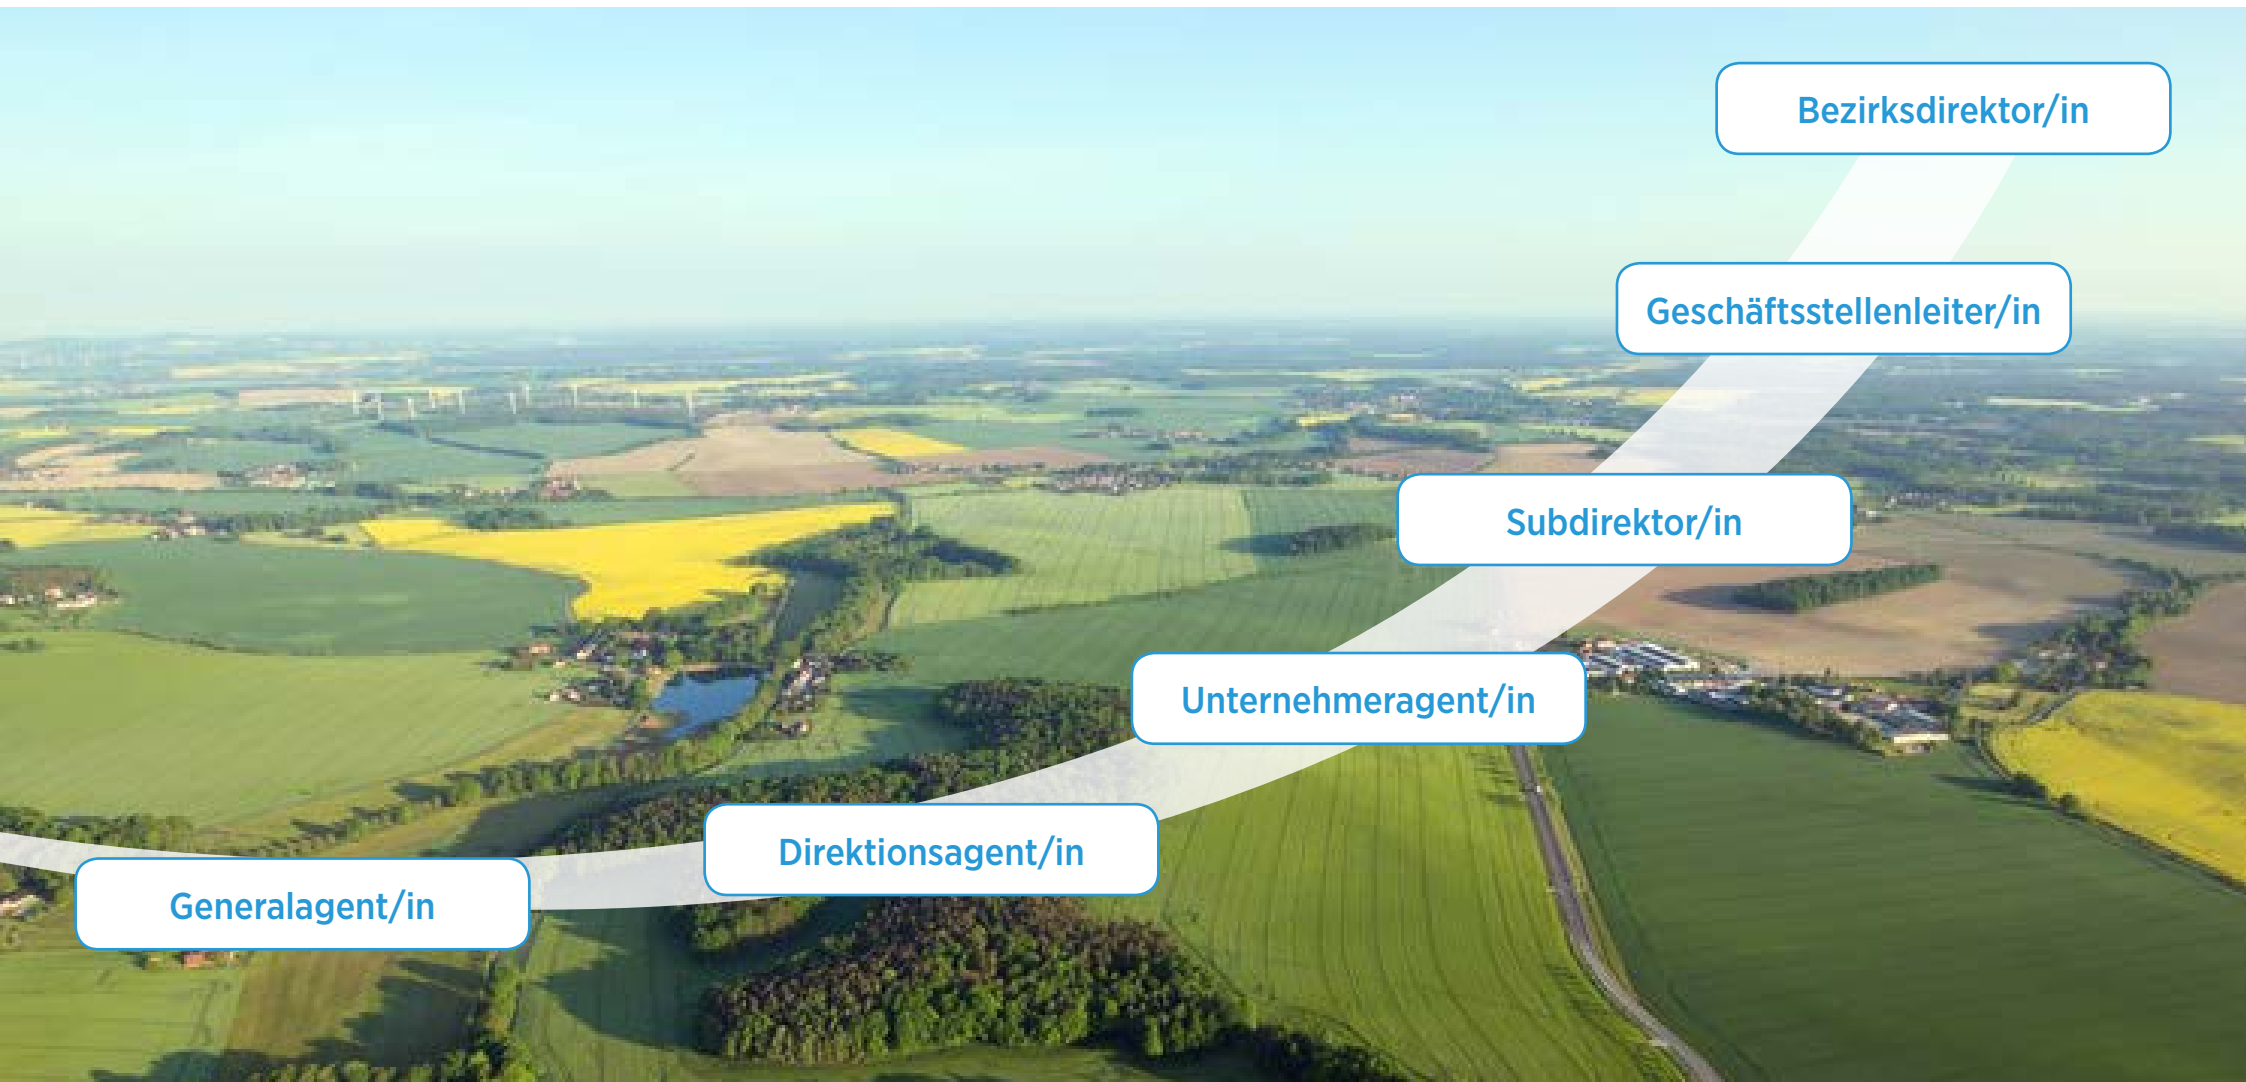 Bezirksdirektor/in
Geschäftsstellenleiter/in
Subdirektor/in
Unternehmeragent/in
Direktionsagent/in
Generalagent/in